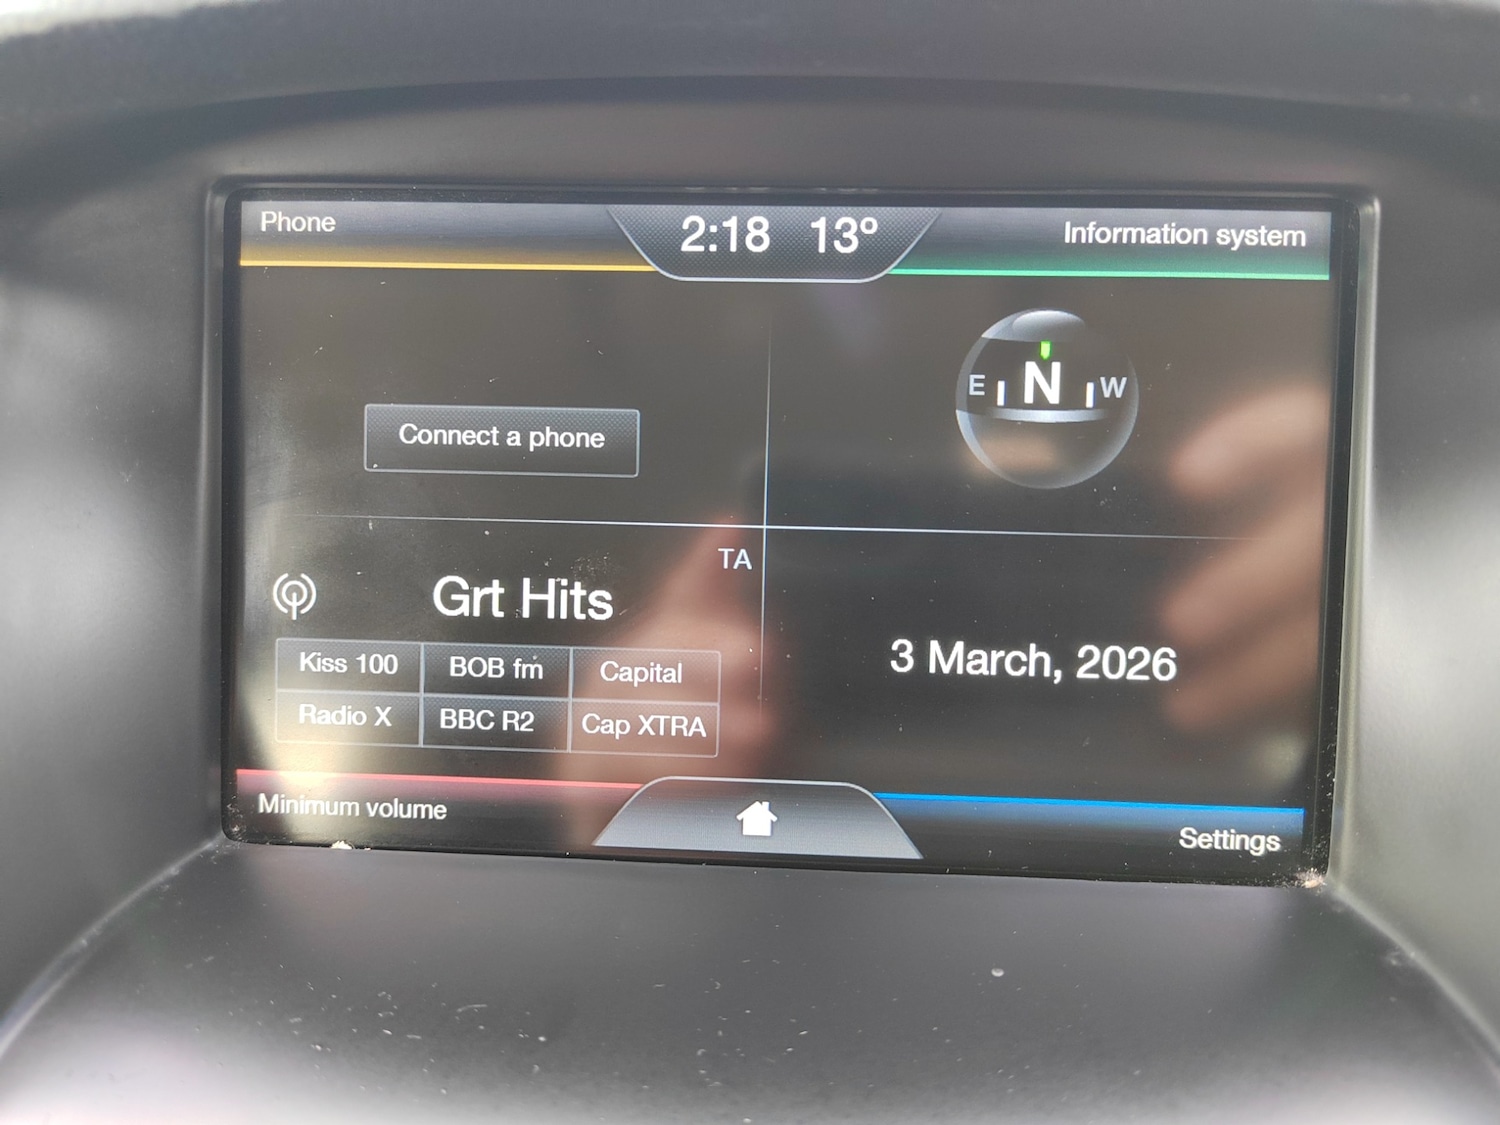 Phone
2:18 13º
Information system
E N W
Connect a phone
TA
Grt Hits
Kiss 100 BOB fm Capital
Radio X BBC R2 Cap XTRA
3 March, 2026
Minimum volume
Settings